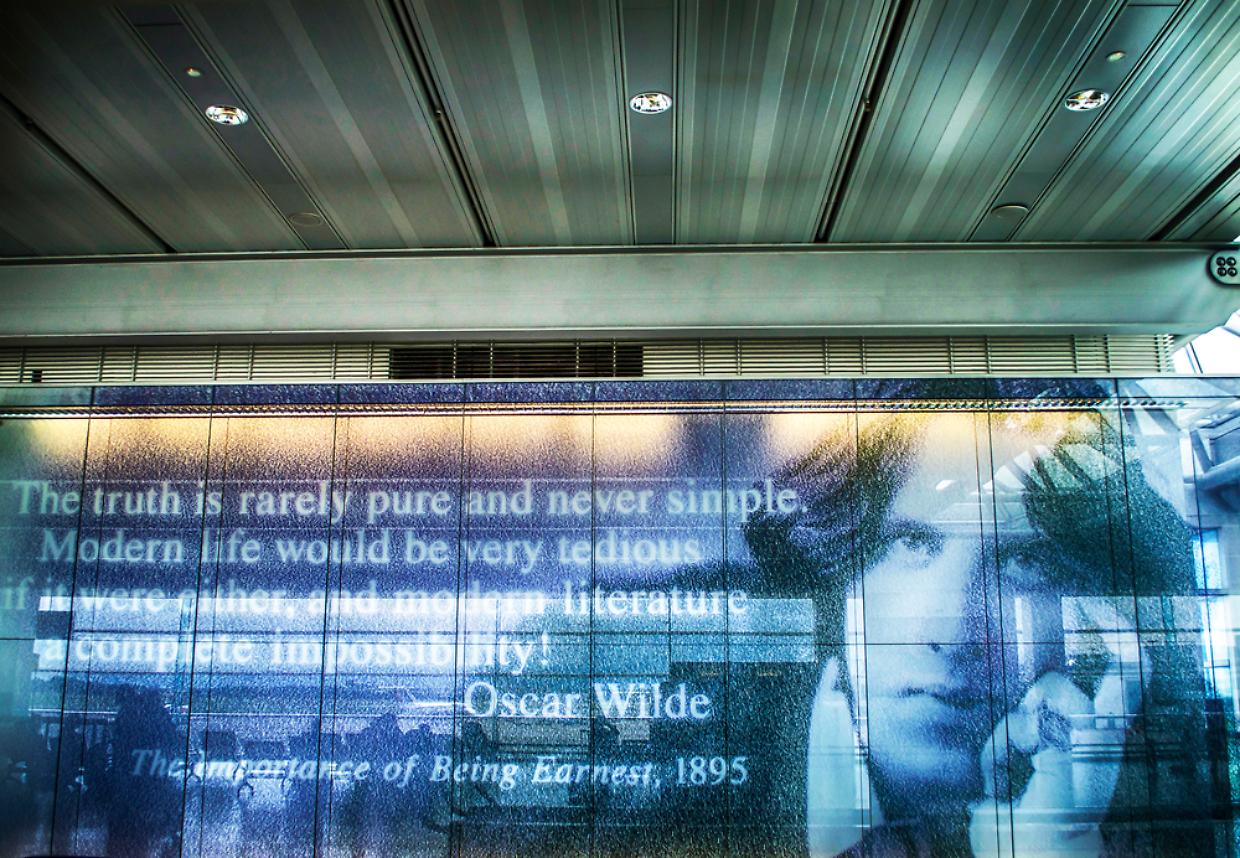 The truth is rarely pure and never simple.
Modern life would be very tedious
if it were either, and modern literature
a complete impossibility!
—Oscar Wilde
The Importance of Being Earnest, 1895